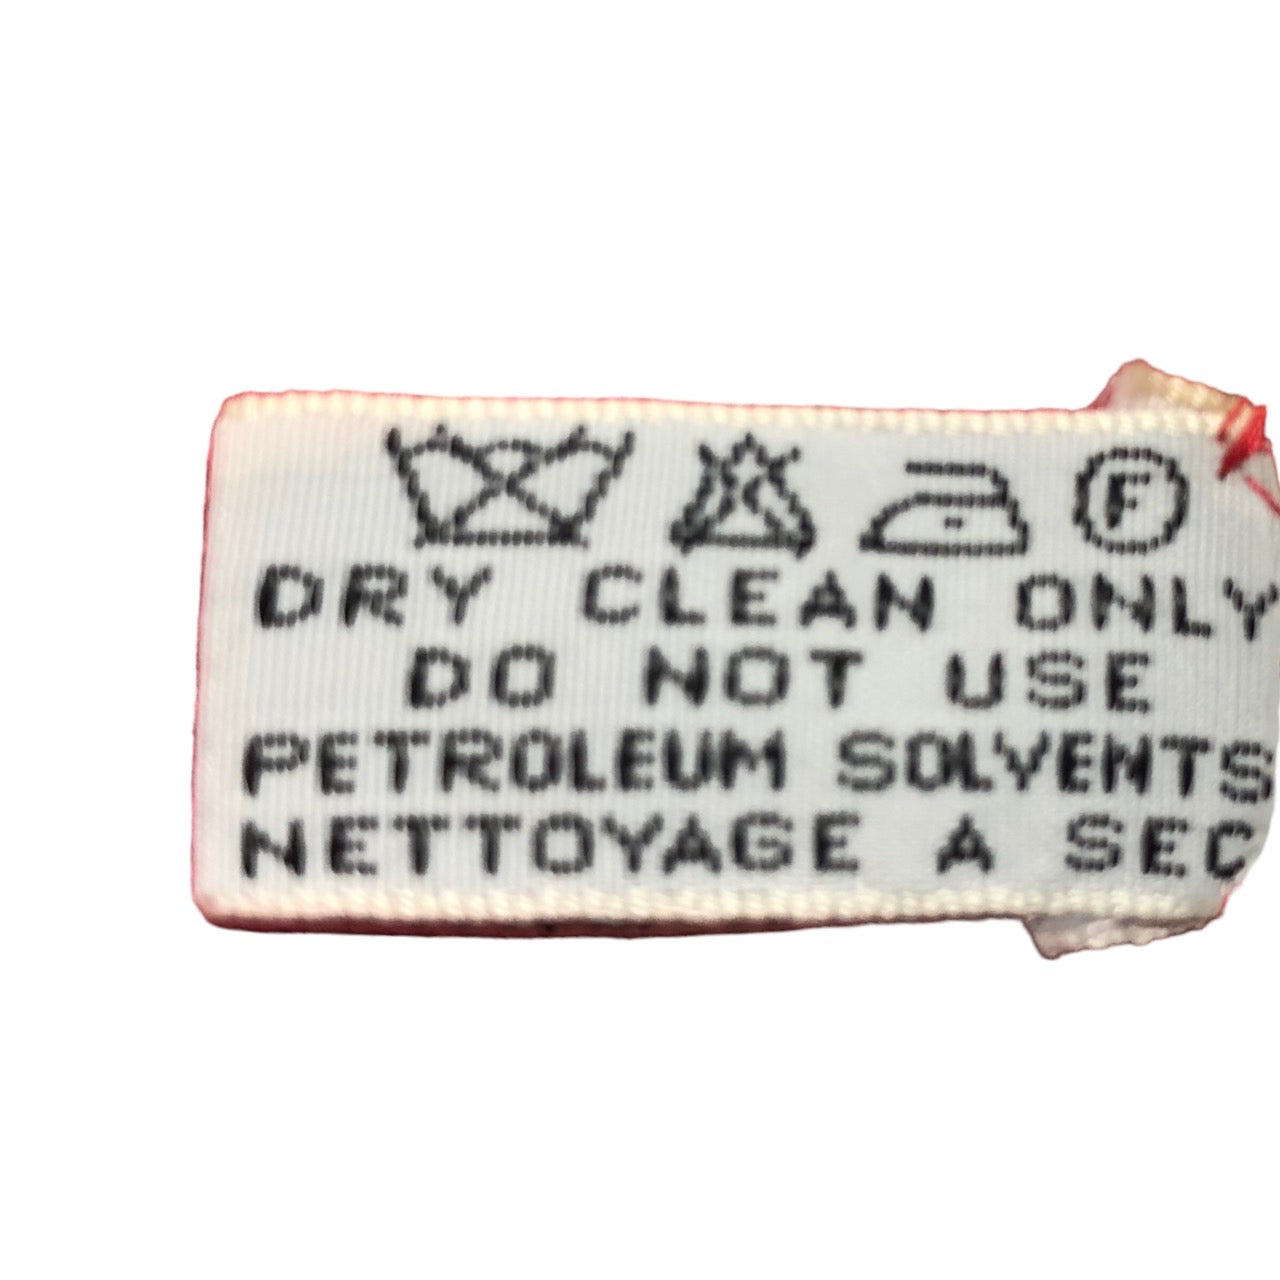 F
DRY CLEAN ONLY
DO NOT USE
PETROLEUM SOLVENTS
NETTOYAGE A SEC